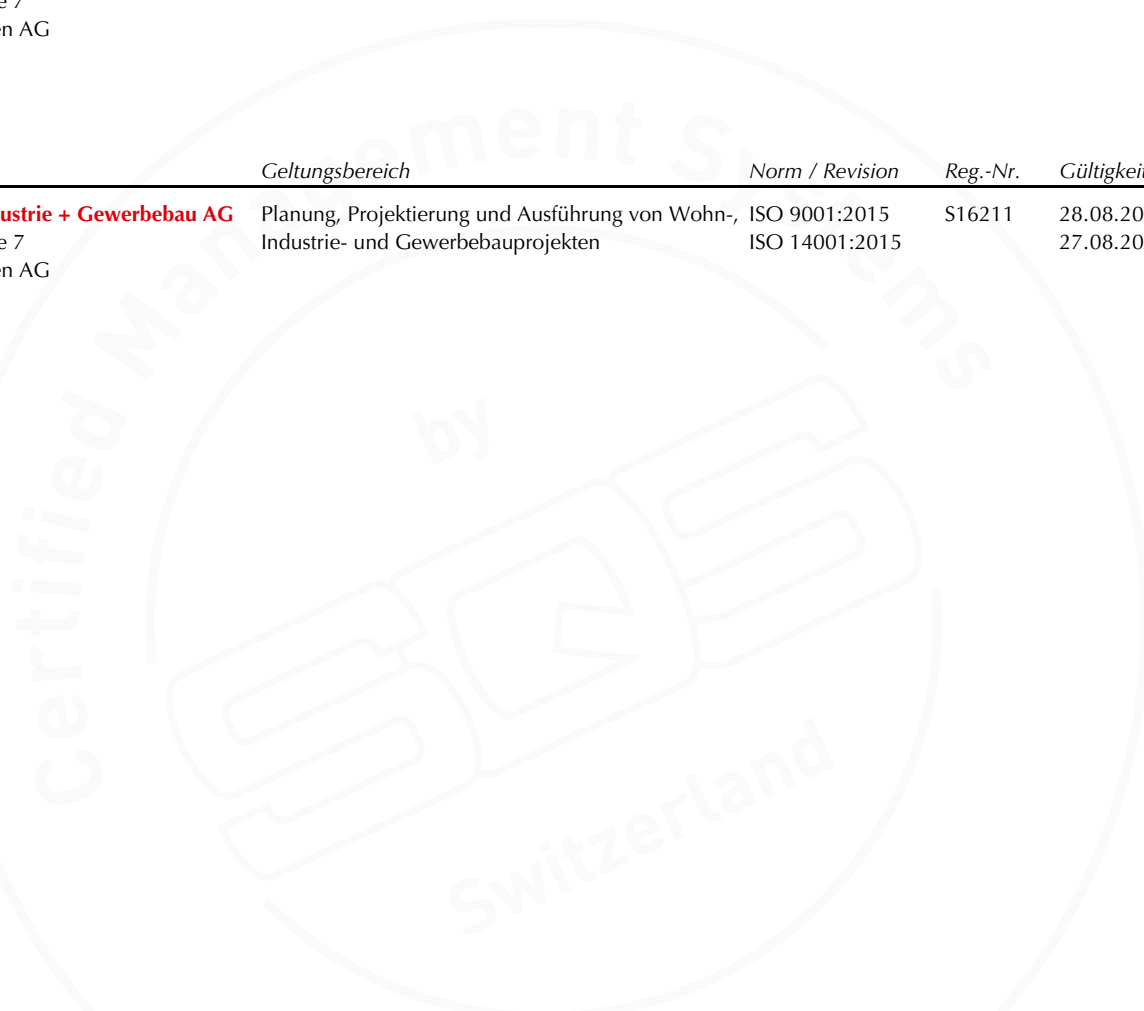 e 7
en AG
Geltungsbereich Norm / Revision Reg.-Nr. Gültigkeit
ustrie + Gewerbebau AG Planung, Projektierung und Ausführung von Wohn-, ISO 9001:2015 S16211 28.08.20
e 7 Industrie- und Gewerbebauprojekten ISO 14001:2015 27.08.20
en AG
Certified Management Systems
by
SQS
Switzerland